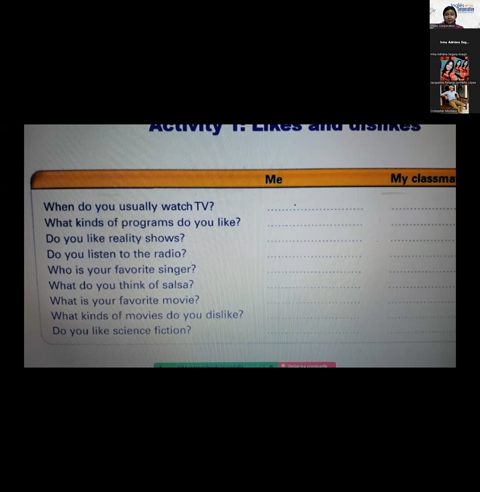 Activity 1: Likes and dislikes
Me
My classma
When do you usually watch TV?
What kinds of programs do you like?
Do you like reality shows?
Do you listen to the radio?
Who is your favorite singer?
What do you think of salsa?
What is your favorite movie?
What kinds of movies do you dislike?
Do you like science fiction?